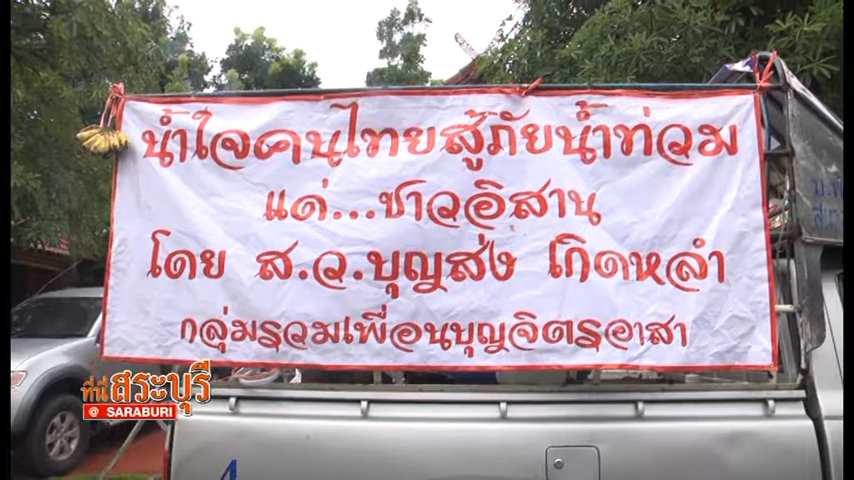 น้ำใจคนไทยสู้ภัยน้ำท่วม
แด่...ชาวอีสาน
โดย ส.ว.บุญส่ง เกิดหลำ
กลุ่มรวมเพื่อนบุญจิตรอาสา
ที่นี่สระบุรี
@ SARABURI
4